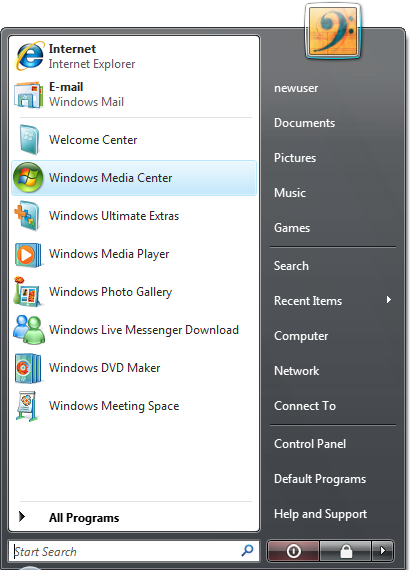 Internet
Internet Explorer
E-mail
Windows Mail
Welcome Center
Windows Media Center
Windows Ultimate Extras
Windows Media Player
Windows Photo Gallery
Windows Live Messenger Download
Windows DVD Maker
Windows Meeting Space
All Programs
Start Search
newuser
Documents
Pictures
Music
Games
Search
Recent Items
Computer
Network
Connect To
Control Panel
Default Programs
Help and Support